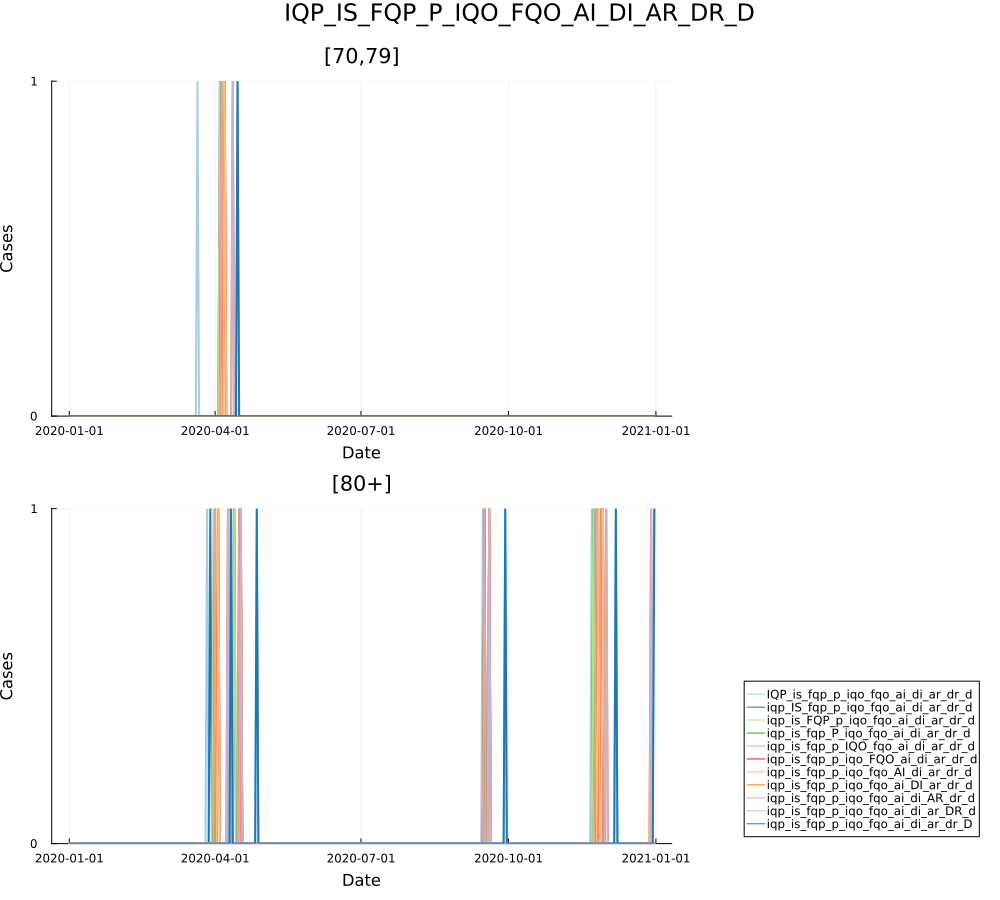 IQP_IS_FQP_P_IQO_FQO_AI_DI_AR_DR_D
[70,79]
1
Cases
0
2020-01-01 2020-04-01 2020-07-01 2020-10-01 2021-01-01
Date
[80+]
1
Cases
0
2020-01-01 2020-04-01 2020-07-01 2020-10-01 2021-01-01
Date
IQP_is_fqp_p_iqo_fqo_ai_di_ar_dr_d
iqp_IS_fqp_p_iqo_fqo_ai_di_ar_dr_d
iqp_is_FQP_p_iqo_fqo_ai_di_ar_dr_d
iqp_is_fqp_P_iqo_fqo_ai_di_ar_dr_d
iqp_is_fqp_p_IQO_fqo_ai_di_ar_dr_d
iqp_is_fqp_p_iqo_FQO_ai_di_ar_dr_d
iqp_is_fqp_p_iqo_fqo_AI_di_ar_dr_d
iqp_is_fqp_p_iqo_fqo_ai_DI_ar_dr_d
iqp_is_fqp_p_iqo_fqo_ai_di_AR_dr_d
iqp_is_fqp_p_iqo_fqo_ai_di_ar_DR_d
iqp_is_fqp_p_iqo_fqo_ai_di_ar_dr_D